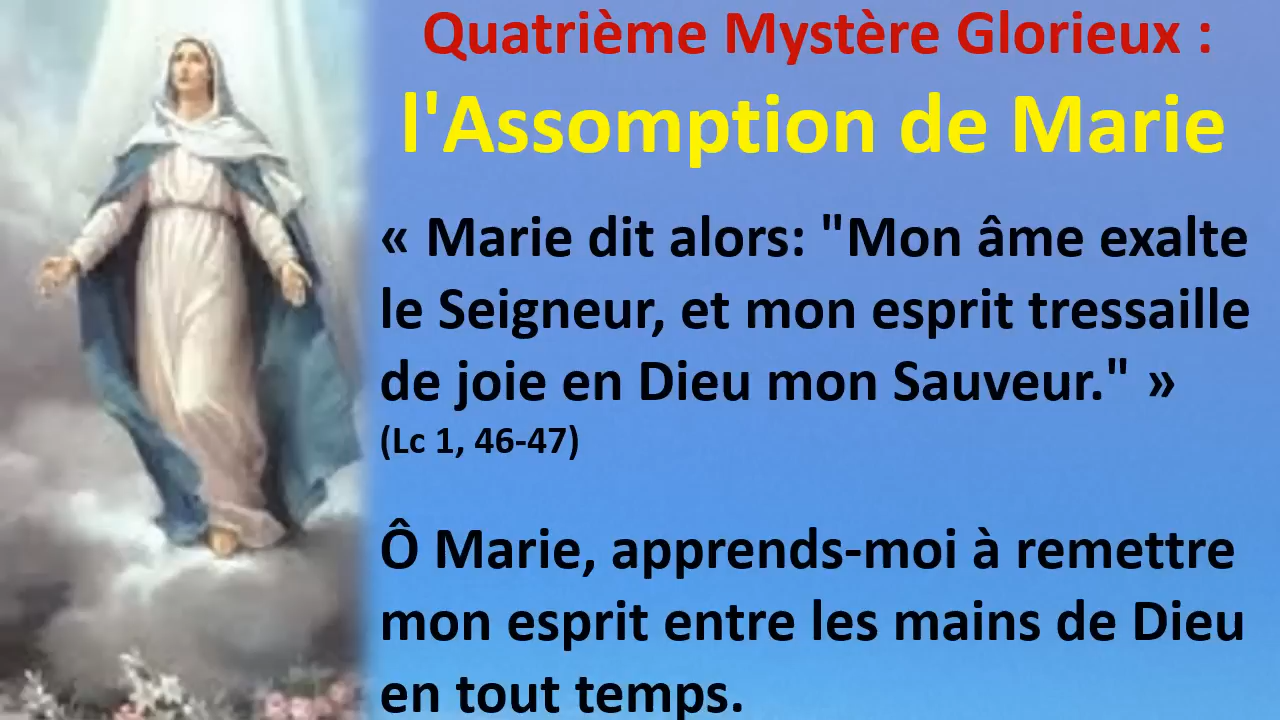 Quatrième Mystère Glorieux :
l'Assomption de Marie
« Marie dit alors: "Mon âme exalte
le Seigneur, et mon esprit tressaille
de joie en Dieu mon Sauveur." »
(Lc 1, 46-47)
Ô Marie, apprends-moi à remettre
mon esprit entre les mains de Dieu
en tout temps.